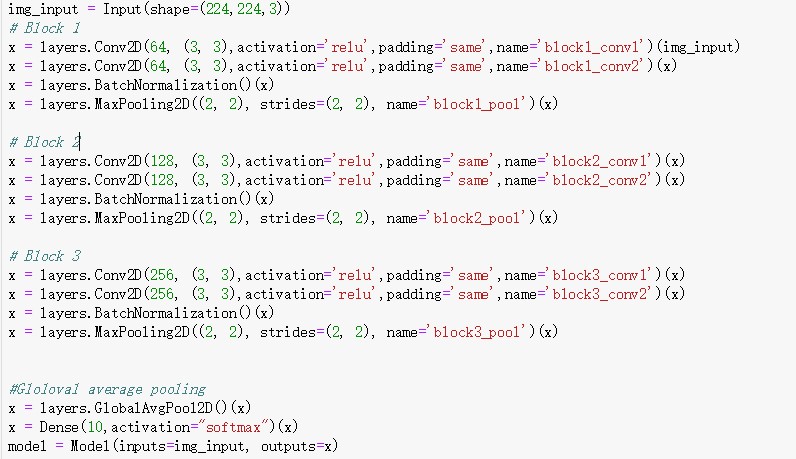 img_input = Input(shape=(224,224,3))
# Block 1
x = layers.Conv2D(64, (3, 3),activation='relu',padding='same',name='block1_conv1')(img_input)
x = layers.Conv2D(64, (3, 3),activation='relu',padding='same',name='block1_conv2')(x)
x = layers.BatchNormalization()(x)
x = layers.MaxPooling2D((2, 2), strides=(2, 2), name='block1_pool')(x)
# Block 2
x = layers.Conv2D(128, (3, 3),activation='relu',padding='same',name='block2_conv1')(x)
x = layers.Conv2D(128, (3, 3),activation='relu',padding='same',name='block2_conv2')(x)
x = layers.BatchNormalization()(x)
x = layers.MaxPooling2D((2, 2), strides=(2, 2), name='block2_pool')(x)
# Block 3
x = layers.Conv2D(256, (3, 3),activation='relu',padding='same',name='block3_conv1')(x)
x = layers.Conv2D(256, (3, 3),activation='relu',padding='same',name='block3_conv2')(x)
x = layers.BatchNormalization()(x)
x = layers.MaxPooling2D((2, 2), strides=(2, 2), name='block3_pool')(x)
#Gloloval average pooling
x = layers.GlobalAvgPool2D()(x)
x = Dense(10,activation="softmax")(x)
model = Model(inputs=img_input, outputs=x)